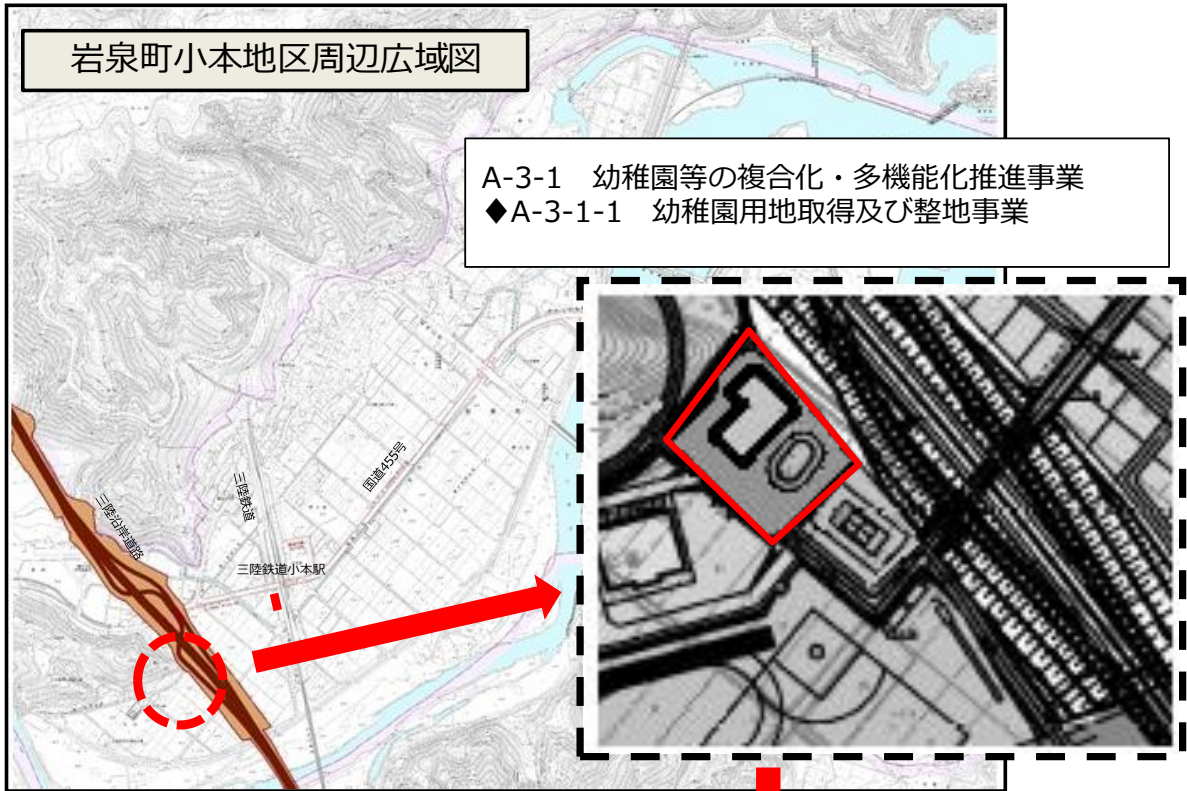 岩泉町小本地区周辺広域図
A-3-1　幼稚園等の複合化・多機能化推進事業
◆A-3-1-1　幼稚園用地取得及び整地事業
国道455号
三陸鉄道
三陸沿岸道路
三陸鉄道小本駅